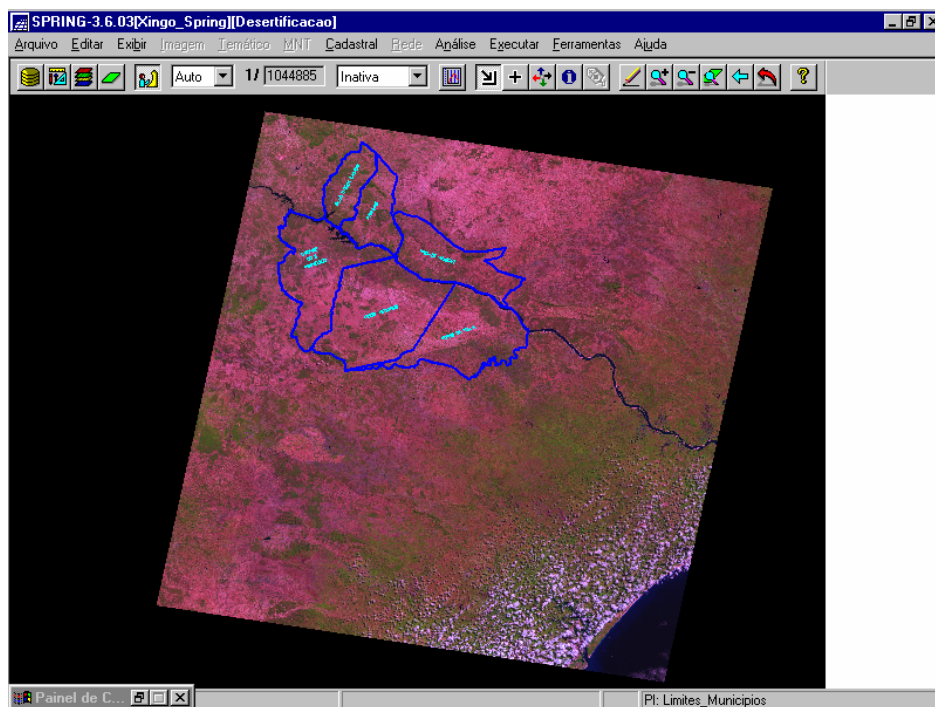 SPRING-3.6.03[Xingo_Spring][Desertificacao]
Arquivo Editar Exibir Imagem Temático MNT Cadastral Rede Análise Executar Ferramentas Ajuda
Auto 1/ 1044885 Inativa
Painel de C...
PI: Limites_Municipios